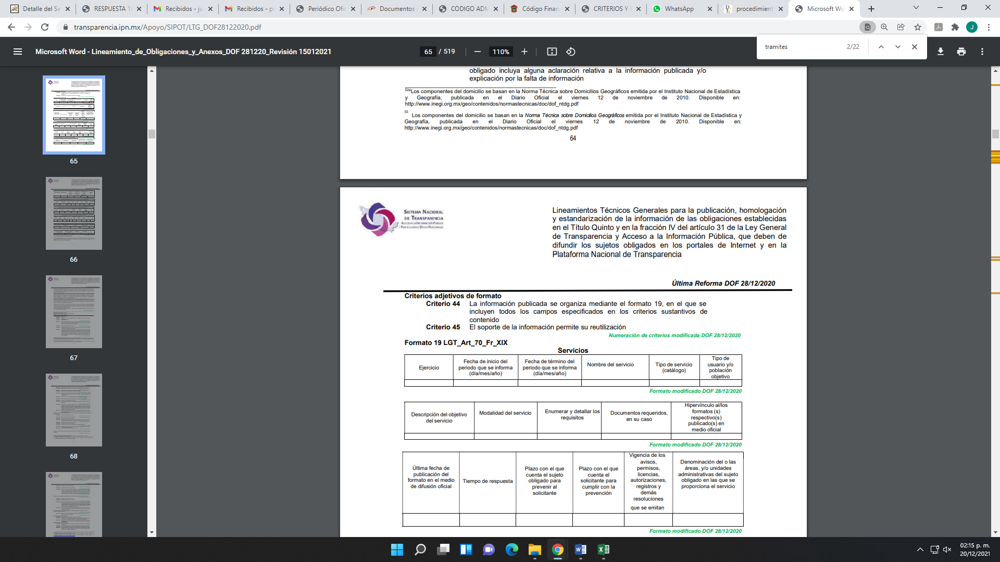 Detalle del Se
RESPUESTA 18
Recibidos - ju
Recibidos - po
Periódico Ofic
Documentos
CODIGO ADM
Código Finan
CRITERIOS Y
WhatsApp
procedimient
Microsoft Wo
transparencia.ipn.mx/Apoyo/SIPOT/LTG_DOF28122020.pdf
J
Microsoft Word - Lineamiento_de_Obligaciones_y_Anexos_DOF 281220_Revisión 15012021
65 / 519
110%
tramites 2/22
65
66
67
68
obligado incluya alguna aclaración relativa a la información publicada y/o
explicación por la falta de información
52a Los componentes del domicilio se basan en la Norma Técnica sobre Domicilios Geográficos emitida por el Instituto Nacional de Estadística
y Geografía, publicada en el Diario Oficial el viernes 12 de noviembre de 2010. Disponible en:
http://www.inegi.org.mx/geo/contenidos/normastecnicas/doc/dof_ntdg.pdf
53 Los componentes del domicilio se basan en la Norma Técnica sobre Domicilios Geográficos emitida por el Instituto Nacional de Estadística y
Geografía, publicada en el Diario Oficial el viernes 12 de noviembre de 2010. Disponible en:
http://www.inegi.org.mx/geo/contenidos/normastecnicas/doc/dof_ntdg.pdf
64
SISTEMA NACIONAL
DE TRANSPARENCIA
ACCESO A LA INFORMACIÓN PÚBLICA
Y PROTECCIÓN DE DATOS PERSONALES
Lineamientos Técnicos Generales para la publicación, homologación
y estandarización de la información de las obligaciones establecidas
en el Título Quinto y en la fracción IV del artículo 31 de la Ley General
de Transparencia y Acceso a la Información Pública, que deben de
difundir los sujetos obligados en los portales de Internet y en la
Plataforma Nacional de Transparencia
Última Reforma DOF 28/12/2020
Criterios adjetivos de formato
Criterio 44 La información publicada se organiza mediante el formato 19, en el que se
incluyen todos los campos especificados en los criterios sustantivos de
contenido
Criterio 45 El soporte de la información permite su reutilización
Numeración de criterios modificada DOF 28/12/2020
Formato 19 LGT_Art_70_Fr_XIX
Servicios
Ejercicio
Fecha de inicio del
periodo que se informa
(día/mes/año)
Fecha de término del
periodo que se informa
(día/mes/año)
Nombre del servicio
Tipo de servicio
(catálogo)
Tipo de
usuario y/o
población
objetivo
Formato modificado DOF 28/12/2020
Descripción del objetivo
del servicio
Modalidad del servicio
Enumerar y detallar los
requisitos
Documentos requeridos,
en su caso
Hipervínculo al/los
formatos (s)
respectivo(s)
publicado(s) en
medio oficial
Formato modificado DOF 28/12/2020
Última fecha de
publicación del
formato en el medio
de difusión oficial
Tiempo de respuesta
Plazo con el que
cuenta el sujeto
obligado para
prevenir al
solicitante
Plazo con el que
cuenta el
solicitante para
cumplir con la
prevención
Vigencia de los
avisos,
permisos,
licencias,
autorizaciones,
registros y
demás
resoluciones
que se emitan
Denominación del o las
áreas, y/o unidades
administrativas del sujeto
obligado en las que se
proporciona el servicio
Formato modificado DOF 28/12/2020
02:15 p. m.
20/12/2021